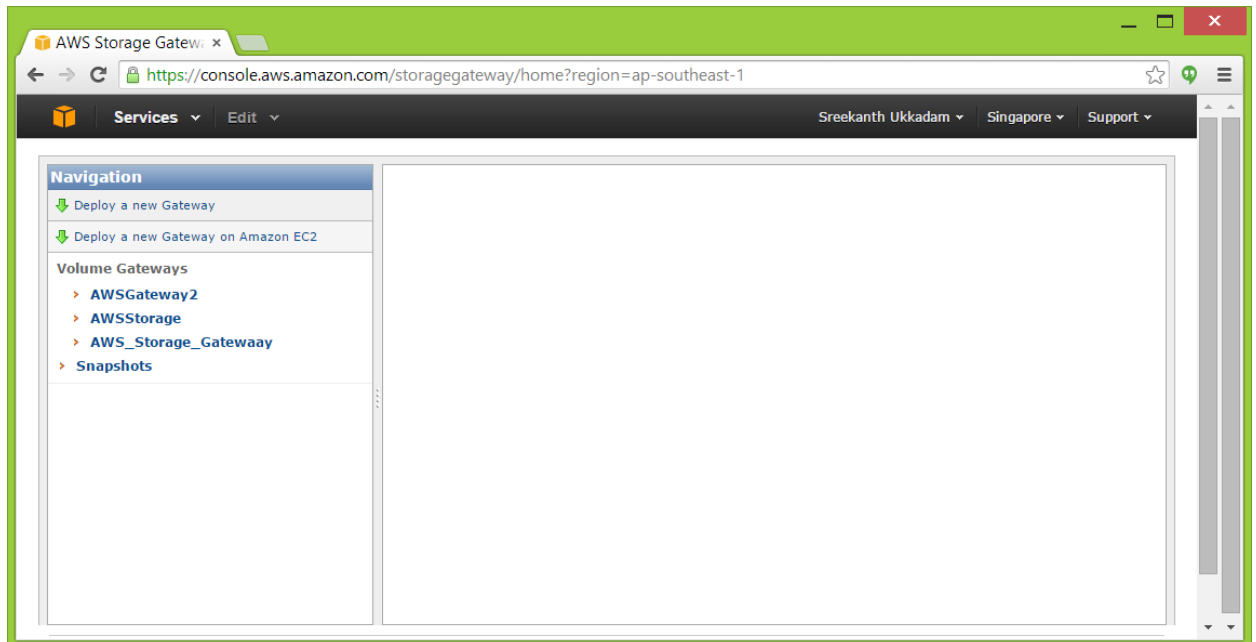 AWS Storage Gatew
https://console.aws.amazon.com/storagegateway/home?region=ap-southeast-1
Services Edit Sreekanth Ukkadam Singapore Support
Navigation
Deploy a new Gateway
Deploy a new Gateway on Amazon EC2
Volume Gateways
AWSGateway2
AWSStorage
AWS_Storage_Gatewaay
Snapshots